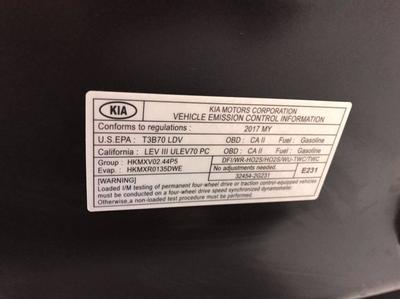 KIA
KIA MOTORS CORPORATION
VEHICLE EMISSION CONTROL INFORMATION
Conforms to regulations : 2017 MY
U.S.EPA : T3B70 LDV OBD : CA II Fuel : Gasoline
California : LEV III ULEV70 PC OBD : CA II Fuel : Gasoline
Group : HKMXV02.44P5 DFI/WR-HO2S/HO2S/WU-TWC/TWC
Evap. : HKMXR0135DWE No adjustments needed. E231
32454-2G231
[WARNING]
Loaded I/M testing of permanent four-wheel drive or traction control equipped vehicles
must be conducted on a four-wheel drive speed synchronized dynamometer.
Otherwise, a non-loaded test procedure must be used.